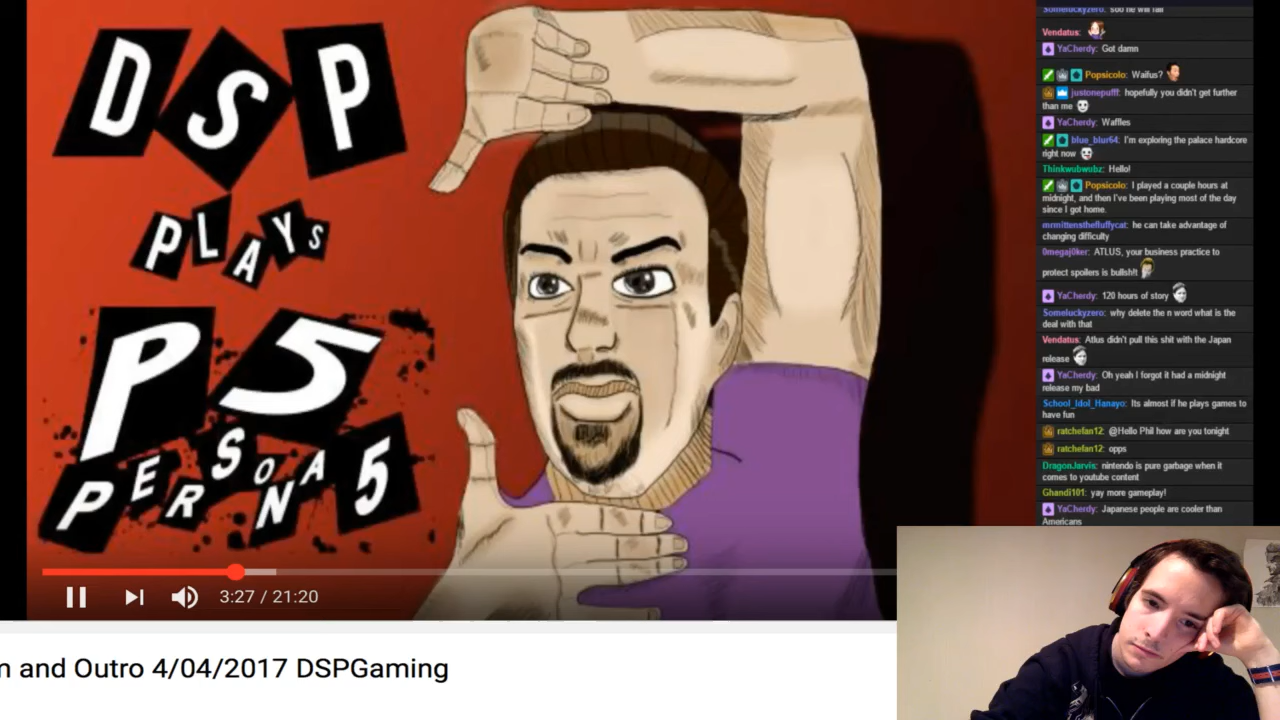 DSP
PLAYS
P5
PERSONA 5
3:27 / 21:20
n and Outro 4/04/2017 DSPGaming
Someluckyzero: soo he will fall
Vendatus:
YaCherdy: Got damn
Popsicolo: Waifus?
justonepufff: hopefully you didn't get further
than me
YaCherdy: Waffles
blue_blur64: I'm exploring the palace hardcore
right now
Thinkwubwubz: Hello!
Popsicolo: I played a couple hours at
midnight, and then I've been playing most of the day
since I got home.
mrmittensthefluffycat: he can take advantage of
changing difficulty
0megaj0ker: ATLUS, your business practice to
protect spoilers is bullsh!t
YaCherdy: 120 hours of story
Someluckyzero: why delete the n word what is the
deal with that
Vendatus: Atlus didn't pull this shit with the Japan
release
YaCherdy: Oh yeah I forgot it had a midnight
release my bad
School_Idol_Hanayo: Its almost if he plays games to
have fun
ratchefan12: @Hello Phil how are you tonight
ratchefan12: opps
DragonJarvis: nintendo is pure garbage when it
comes to youtube content
Ghandi101: yay more gameplay!
YaCherdy: Japanese people are cooler than
Americans